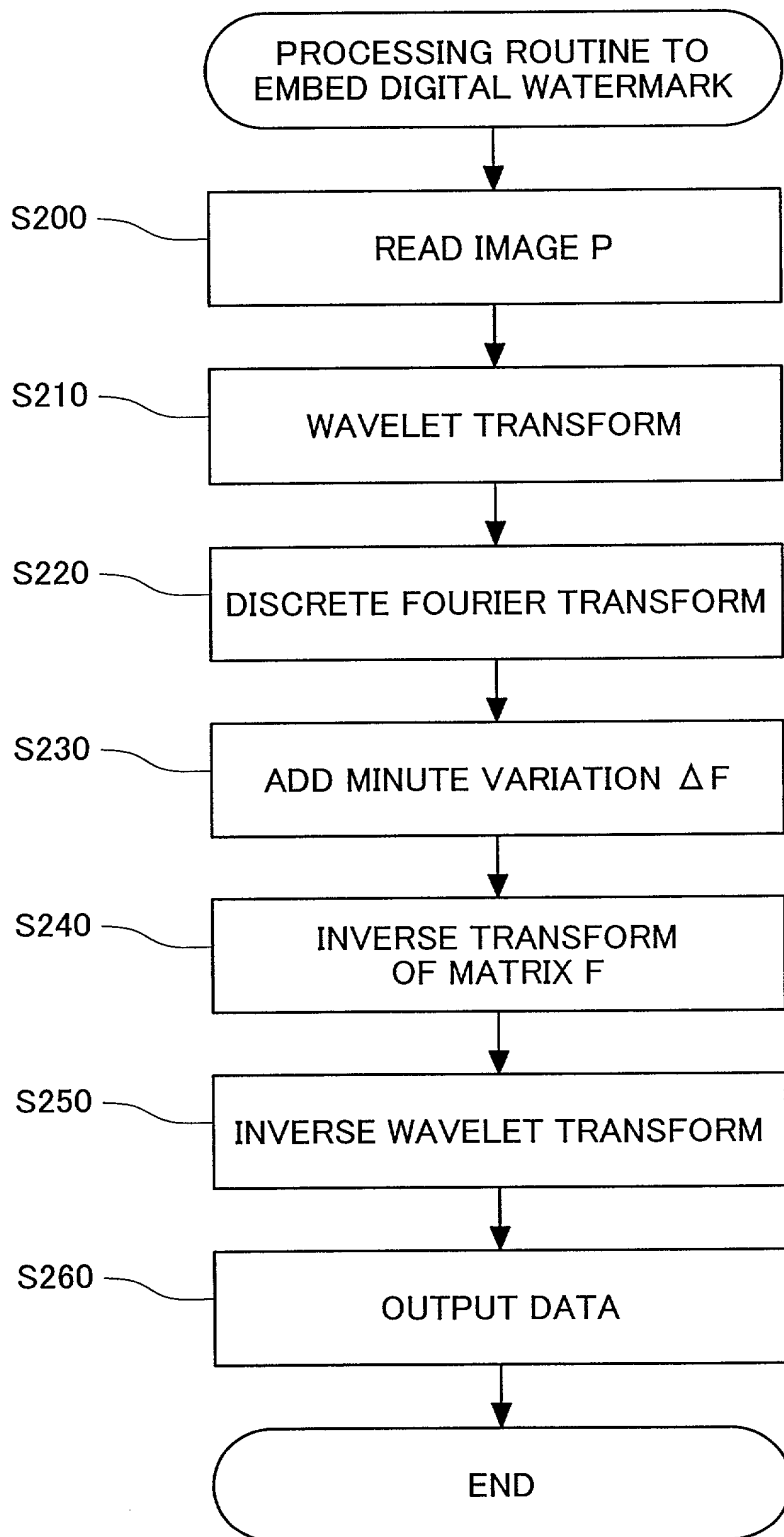 PROCESSING ROUTINE TO
EMBED DIGITAL WATERMARK
S200
READ IMAGE P
S210
WAVELET TRANSFORM
S220
DISCRETE FOURIER TRANSFORM
S230
ADD MINUTE VARIATION Δ F
S240
INVERSE TRANSFORM
OF MATRIX F
S250
INVERSE WAVELET TRANSFORM
S260
OUTPUT DATA
END